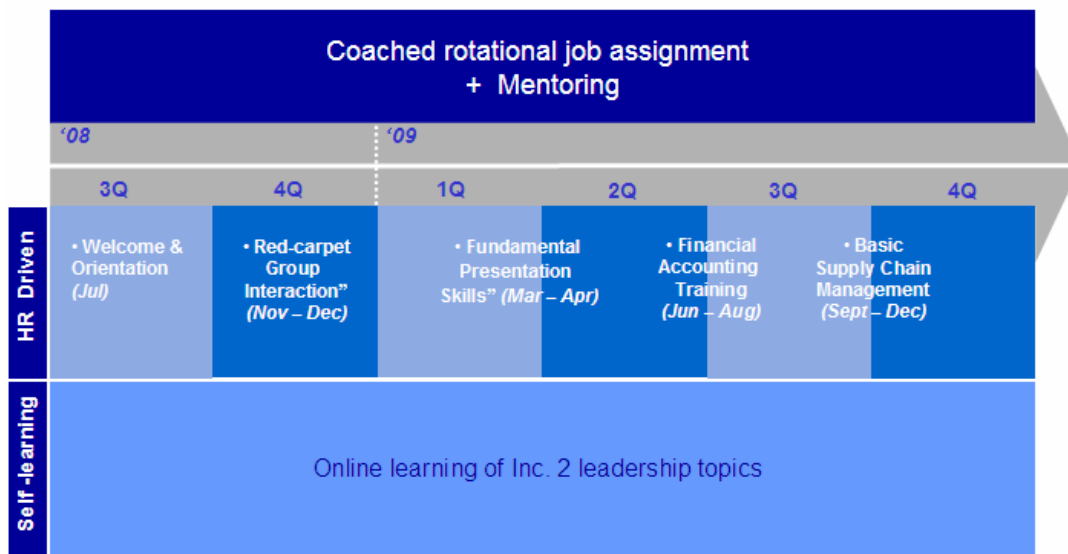 Coached rotational job assignment
+ Mentoring
‘08
‘09
3Q
4Q
1Q
2Q
3Q
4Q
HR Driven
• Welcome &
Orientation
(Jul)
• Red-carpet
Group
Interaction”
(Nov – Dec)
• Fundamental
Presentation
Skills” (Mar – Apr)
• Financial
Accounting
Training
(Jun – Aug)
• Basic
Supply Chain
Management
(Sept – Dec)
Self -learning
Online learning of Inc. 2 leadership topics